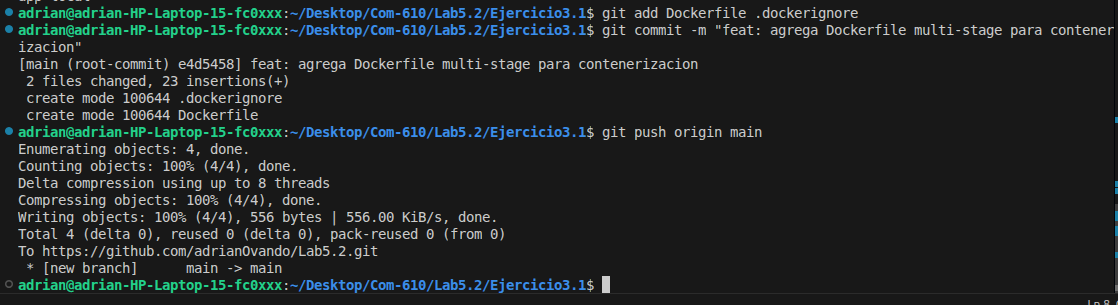 adrian@adrian-HP-Laptop-15-fc0xxx:~/Desktop/Com-610/Lab5.2/Ejercicio3.1$ git add Dockerfile .dockerignore
adrian@adrian-HP-Laptop-15-fc0xxx:~/Desktop/Com-610/Lab5.2/Ejercicio3.1$ git commit -m "feat: agrega Dockerfile multi-stage para contener
izacion"
[main (root-commit) e4d5458] feat: agrega Dockerfile multi-stage para contenerizacion
 2 files changed, 23 insertions(+)
 create mode 100644 .dockerignore
 create mode 100644 Dockerfile
adrian@adrian-HP-Laptop-15-fc0xxx:~/Desktop/Com-610/Lab5.2/Ejercicio3.1$ git push origin main
Enumerating objects: 4, done.
Counting objects: 100% (4/4), done.
Delta compression using up to 8 threads
Compressing objects: 100% (4/4), done.
Writing objects: 100% (4/4), 556 bytes | 556.00 KiB/s, done.
Total 4 (delta 0), reused 0 (delta 0), pack-reused 0 (from 0)
To https://github.com/adrianOvando/Lab5.2.git
 * [new branch]      main -> main
adrian@adrian-HP-Laptop-15-fc0xxx:~/Desktop/Com-610/Lab5.2/Ejercicio3.1$